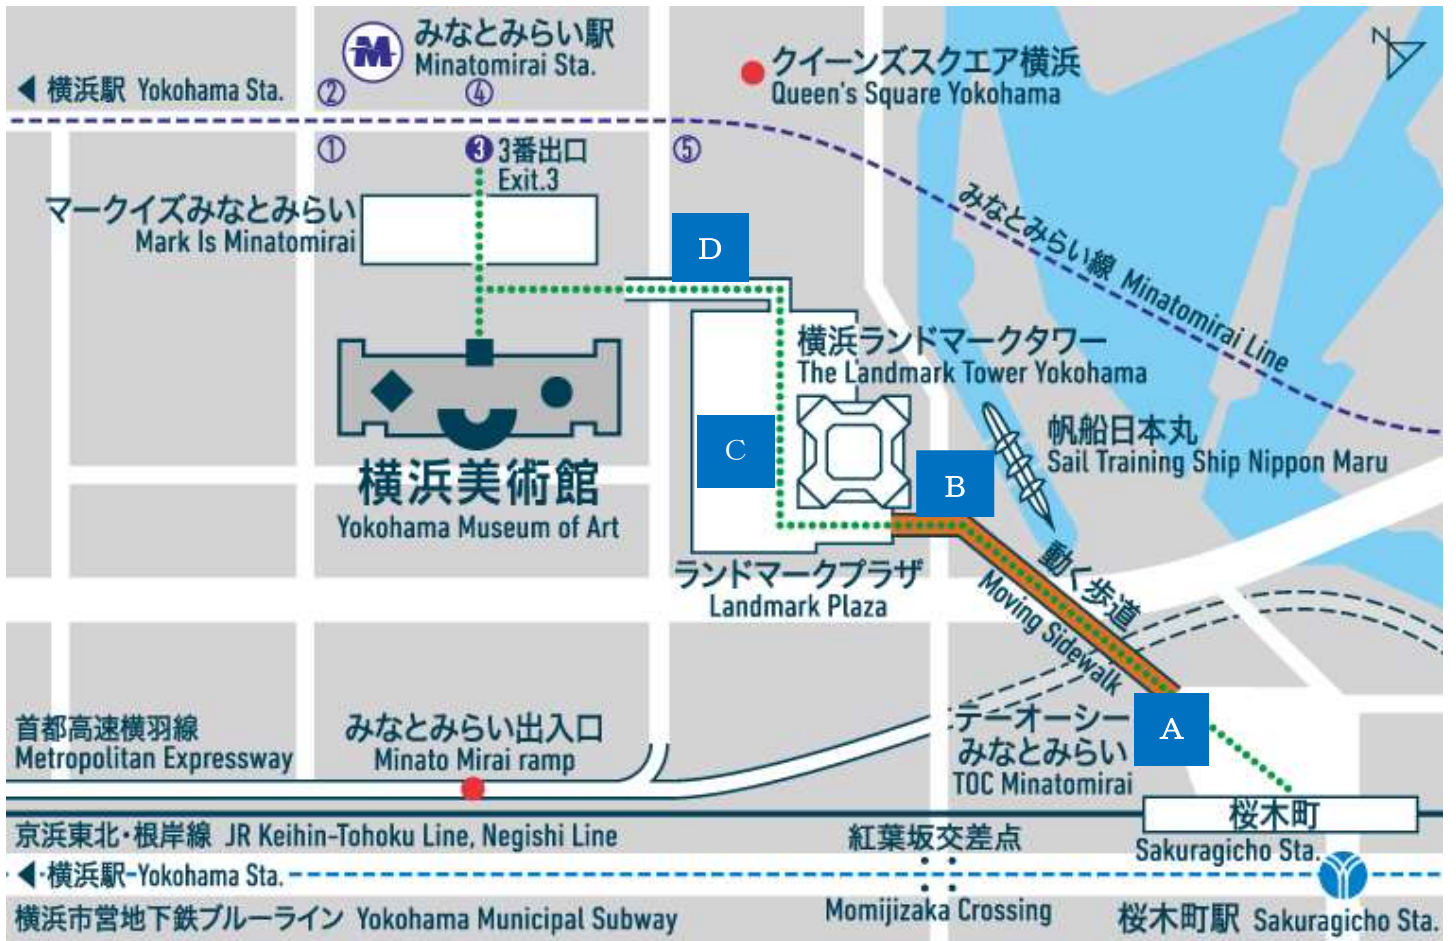 みなとみらい駅
Minatomirai Sta.
◀ 横浜駅 Yokohama Sta.
②
④
クイーンズスクエア横浜
Queen's Square Yokohama
N
①
❸ 3番出口
Exit.3
⑤
マークイズみなとみらい
Mark Is Minatomirai
みなとみらい線 Minatomirai Line
D
横浜ランドマークタワー
The Landmark Tower Yokohama
帆船日本丸
Sail Training Ship Nippon Maru
C
B
横浜美術館
Yokohama Museum of Art
ランドマークプラザ
Landmark Plaza
動く歩道
Moving Sidewalk
首都高速横羽線
Metropolitan Expressway
みなとみらい出入口
Minato Mirai ramp
テーオーシー
みなとみらい
TOC Minatomirai
A
桜木町
Sakuragicho Sta.
京浜東北・根岸線 JR Keihin-Tohoku Line, Negishi Line
紅葉坂交差点
Momijizaka Crossing
◀ 横浜駅 Yokohama Sta.
横浜市営地下鉄ブルーライン Yokohama Municipal Subway
桜木町駅 Sakuragicho Sta.